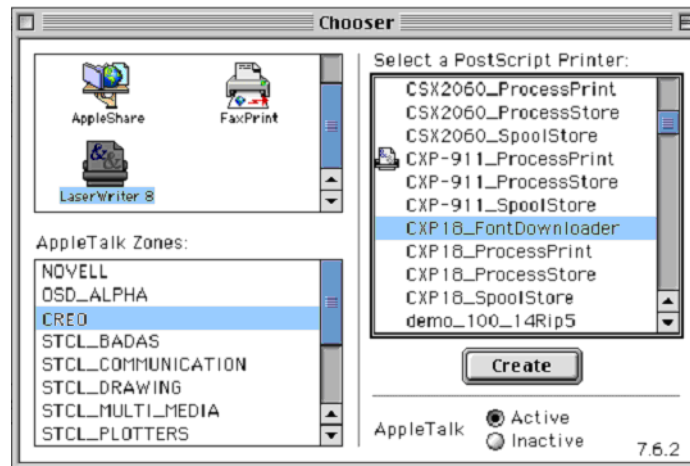 Chooser
AppleShare
FaxPrint
LaserWriter 8
AppleTalk Zones:
NOVELL
OSD_ALPHA
CREO
STCL_BADAS
STCL_COMMUNICATION
STCL_DRAWING
STCL_MULTI_MEDIA
STCL_PLOTTERS
Select a PostScript Printer:
CSX2060_ProcessPrint
CSX2060_ProcessStore
CSX2060_SpoolStore
CXP-911_ProcessPrint
CXP-911_ProcessStore
CXP-911_SpoolStore
CXP18_FontDownloader
CXP18_ProcessPrint
CXP18_ProcessStore
CXP18_SpoolStore
demo_100_14Rip5
Create
AppleTalk
Active
Inactive
7.6.2